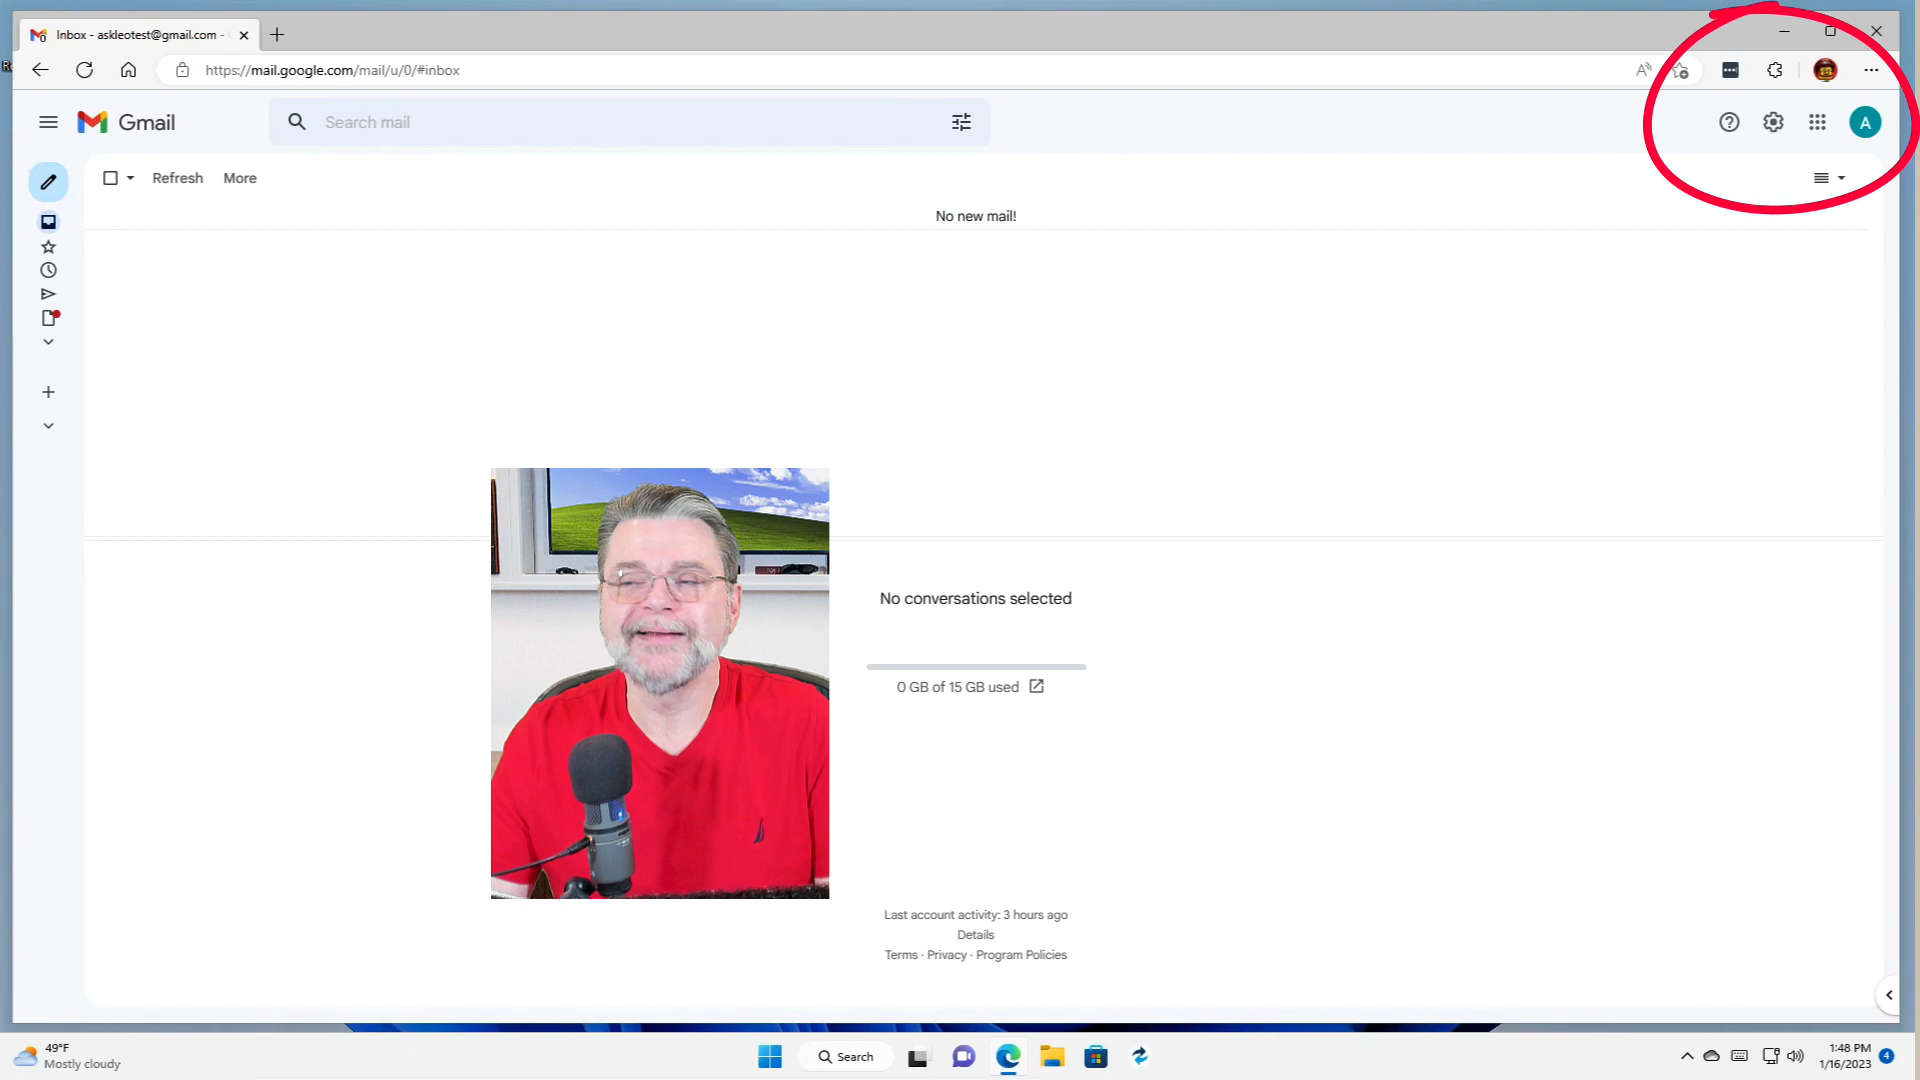 Inbox - askleotest@gmail.com -
https://mail.google.com/mail/u/0/#inbox
Gmail
Search mail
A
Refresh
More
No new mail!
No conversations selected
0 GB of 15 GB used
Last account activity: 3 hours ago
Details
Terms · Privacy · Program Policies
49°F
Mostly cloudy
Search
1:48 PM
1/16/2023
4